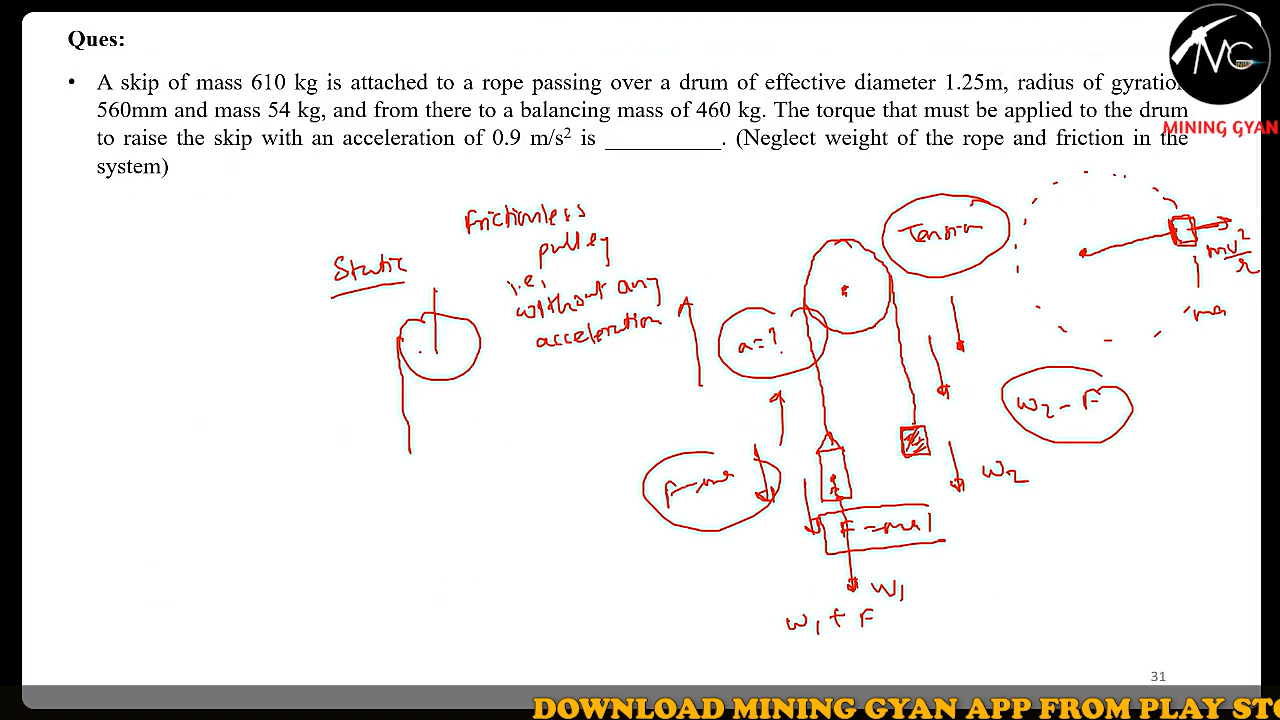 Ques:
• A skip of mass 610 kg is attached to a rope passing over a drum of effective diameter 1.25m, radius of gyration
560mm and mass 54 kg, and from there to a balancing mass of 460 kg. The torque that must be applied to the drum
to raise the skip with an acceleration of 0.9 m/s² is __________. (Neglect weight of the rope and friction in the
system)
MG
MINING GYAN
Frictionless
pulley
i.e.,
without any
acceleration
Static
Tension
mv²/r
ma
a=?
W₂ - F
F=ma
W₂
F=ma
W₁
W₁ + F
31
DOWNLOAD MINING GYAN APP FROM PLAY ST